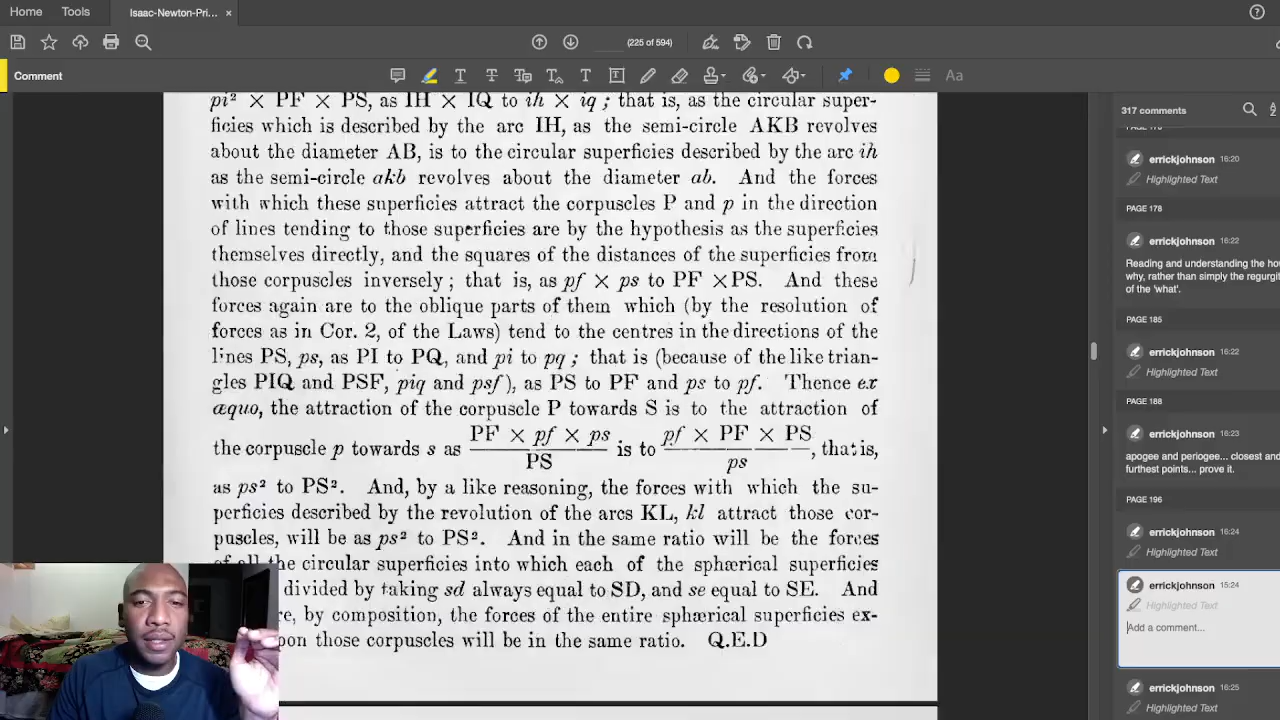 Home Tools Isaac-Newton-Pri... ×
(225 of 594)
Comment
Aa
pi² × PF × PS, as IH × IQ to ih × iq ; that is, as the circular super-
ficies which is described by the arc IH, as the semi-circle AKB revolves
about the diameter AB, is to the circular superficies described by the arc ih
as the semi-circle akb revolves about the diameter ab. And the forces
with which these superficies attract the corpuscles P and p in the direction
of lines tending to those superficies are by the hypothesis as the superficies
themselves directly, and the squares of the distances of the superficies from
those corpuscles inversely ; that is, as pf × ps to PF ×PS. And these
forces again are to the oblique parts of them which (by the resolution of
forces as in Cor. 2, of the Laws) tend to the centres in the directions of the
lines PS, ps, as PI to PQ, and pi to pq ; that is (because of the like trian-
gles PIQ and PSF, piq and psf), as PS to PF and ps to pf. Thence ex
æquo, the attraction of the corpuscle P towards S is to the attraction of
the corpuscle p towards s as PF × pf × ps / PS is to pf × PF × PS / ps, that is,
as ps² to PS². And, by a like reasoning, the forces with which the su-
perficies described by the revolution of the arcs KL, kl attract those cor-
puscles, will be as ps² to PS². And in the same ratio will be the forces
of all the circular superficies into which each of the sphærical superficies
divided by taking sd always equal to SD, and se equal to SE. And
re, by composition, the forces of the entire sphærical superficies ex-
pon those corpuscles will be in the same ratio. Q.E.D
317 comments
errickjohnson 16:20
Highlighted Text
PAGE 178
errickjohnson 16:22
Reading and understanding the how
why, rather than simply the regurgit
of the 'what'.
PAGE 185
errickjohnson 16:22
Highlighted Text
PAGE 188
errickjohnson 16:23
apogee and periogee... closest and
furthest points... prove it.
PAGE 196
errickjohnson 16:24
Highlighted Text
errickjohnson 15:24
Highlighted Text
Add a comment...
errickjohnson 16:25
Highlighted Text